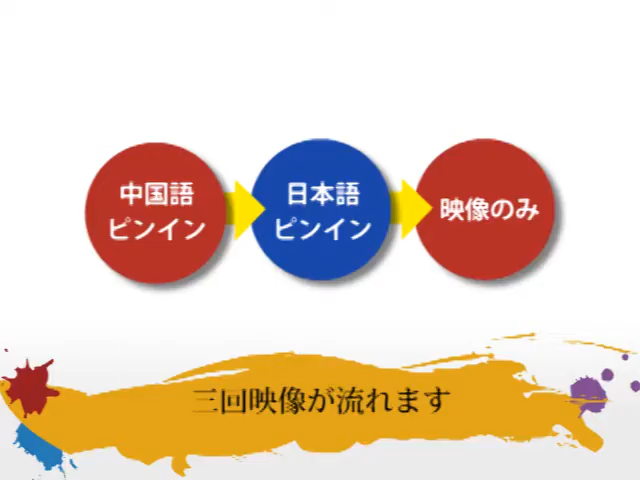 中国語
ピンイン
日本語
ピンイン
映像のみ
三回映像が流れます